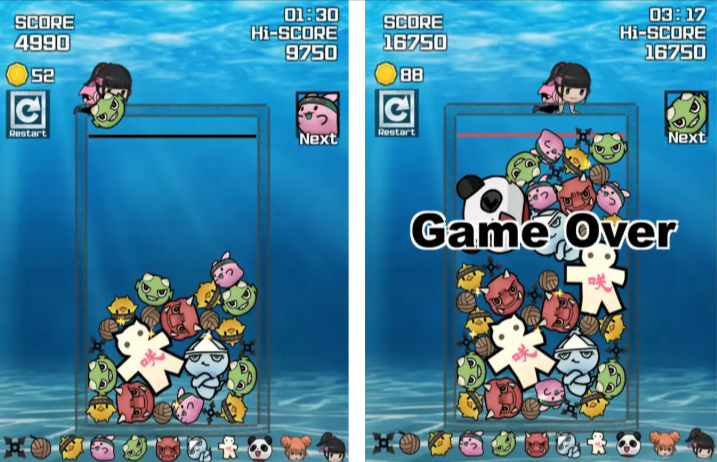 SCORE
4990
01:30
Hi-SCORE
9750
52
Restart
Next
咲
SCORE
16750
03:17
Hi-SCORE
16750
88
Restart
Next
Game Over
咲
咲